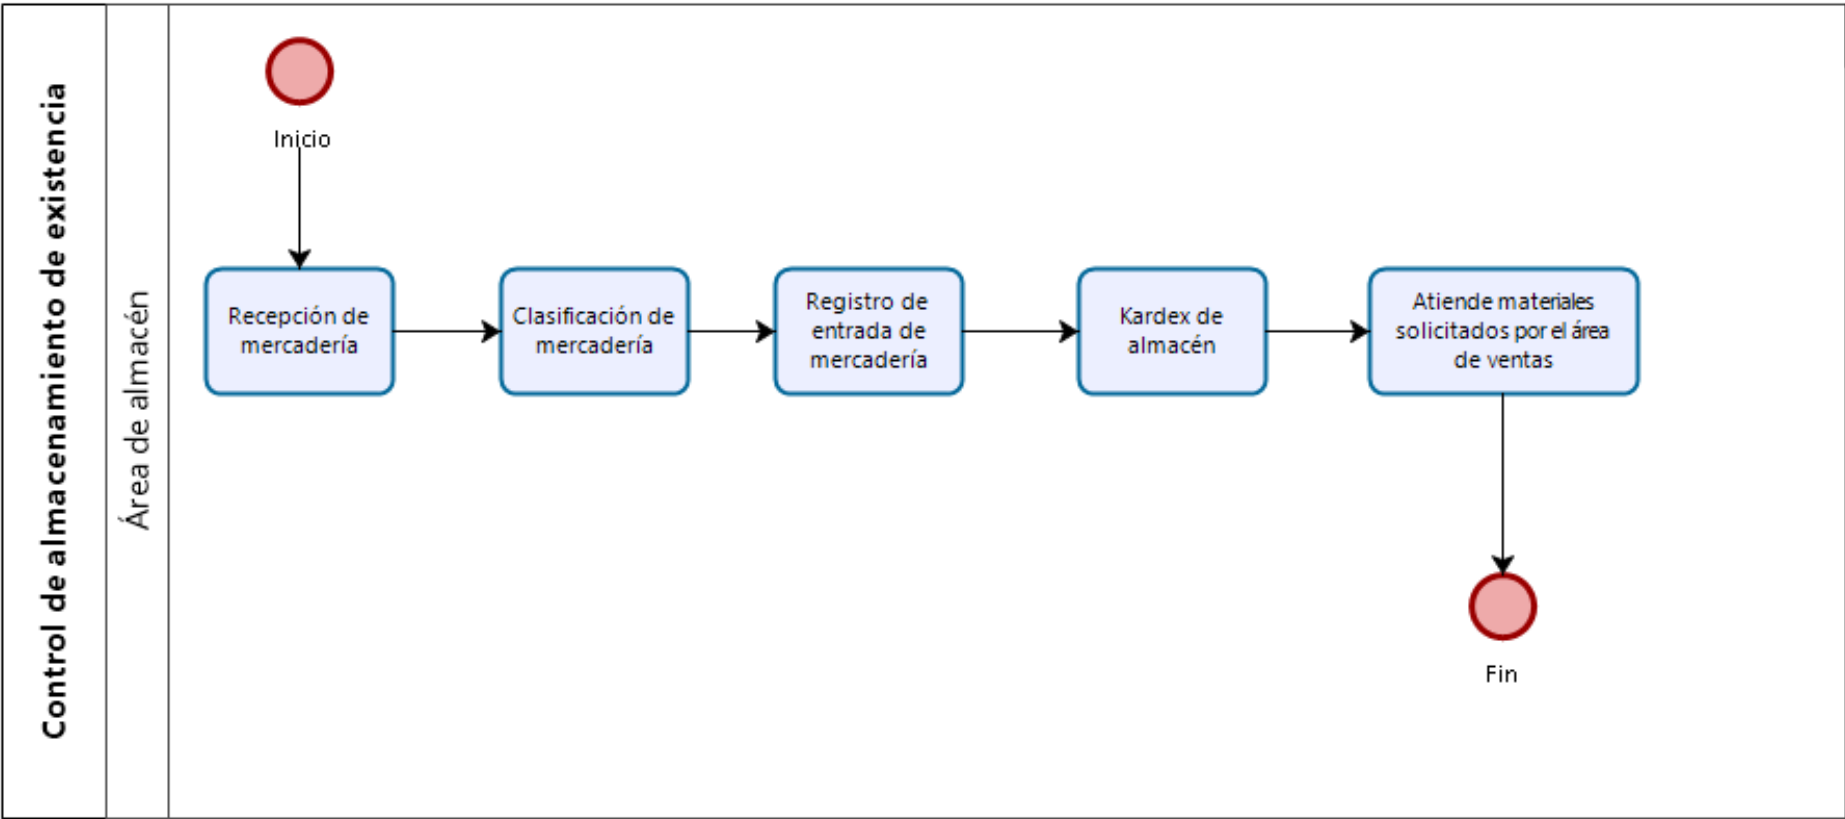 Control de almacenamiento de existencia
Área de almacén
Inicio
Recepción de
mercadería
Clasificación de
mercadería
Registro de
entrada de
mercadería
Kardex de
almacén
Atiende materiales
solicitados por el área
de ventas
Fin